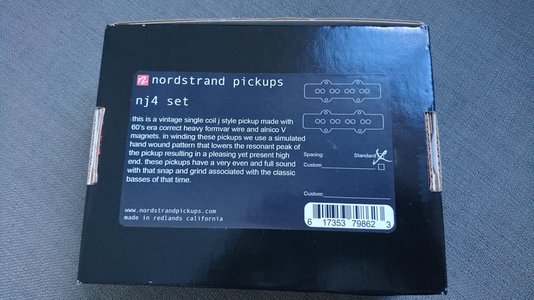 n nordstrand pickups
nj4 set
this is a vintage single coil j style pickup made with
60's era correct heavy formvar wire and alnico V
magnets. in winding these pickups we use a simulated
hand wound pattern that lowers the resonant peak of
the pickup resulting in a pleasing yet present high
end. these pickups have a very even and full sound
with that snap and grind associated with the classic
basses of that time.
Spacing: Standard
Custom
Custom:
www.nordstrandpickups.com
made in redlands california
6 17353 79862 3